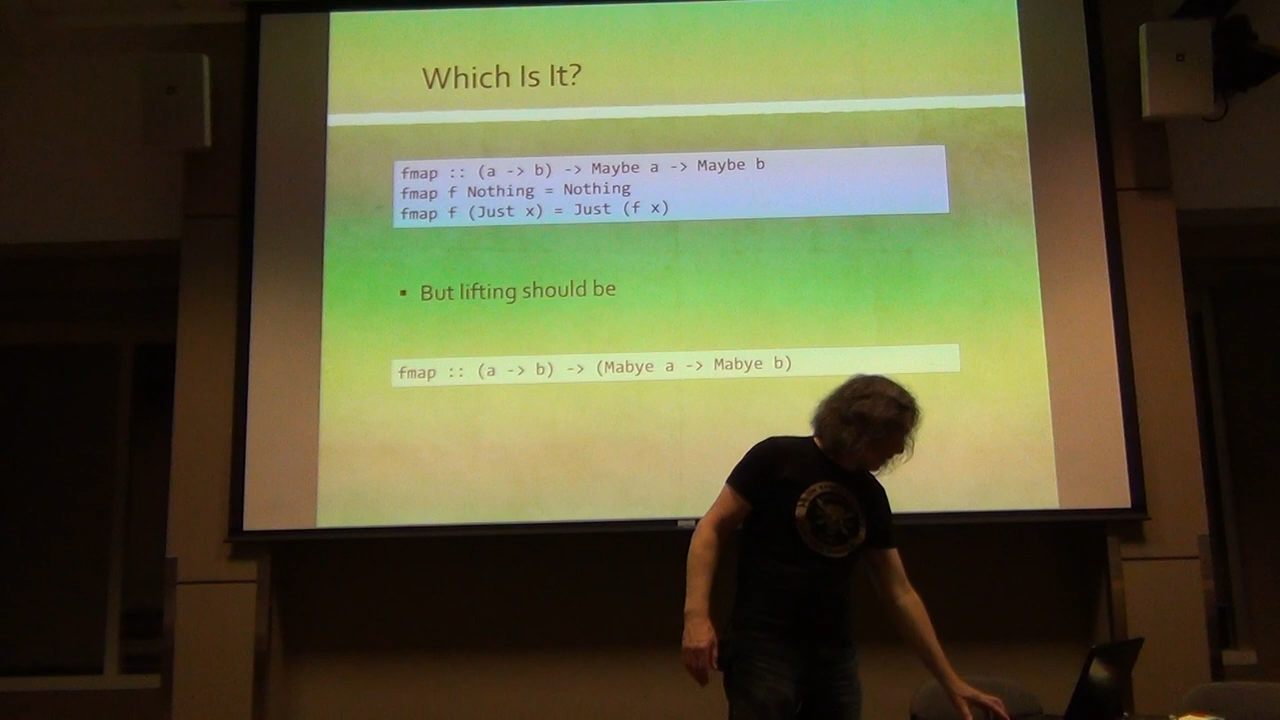 Which Is It?
fmap :: (a -> b) -> Maybe a -> Maybe b
fmap f Nothing = Nothing
fmap f (Just x) = Just (f x)
▪ But lifting should be
fmap :: (a -> b) -> (Mabye a -> Mabye b)